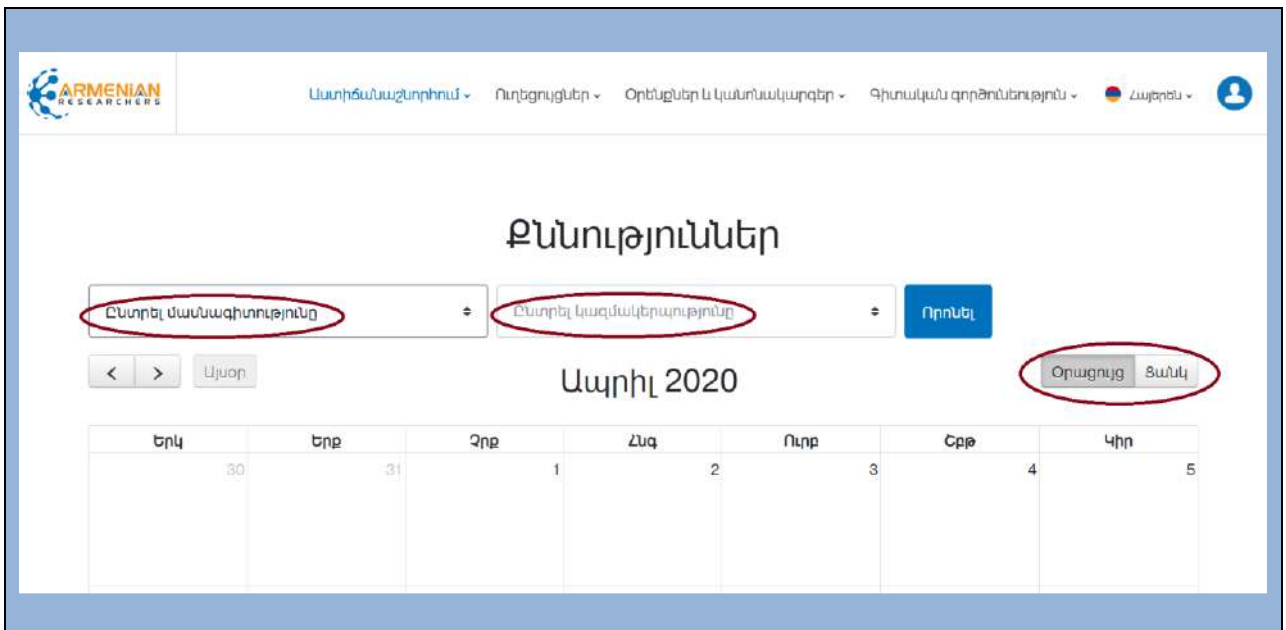 ARMENIAN
RESEARCHERS
Աստիճանաշնորհում Ուղեցույցներ Օրենքներ և կանոնակարգեր Գիտական գործունեություն Հայերեն
Քննություններ
Ընտրել մասնագիտությունը Ընտրել կազմակերպությունը Որոնել
< > Այսօր Ապրիլ 2020 Օրացույց Ցանկ
Երկ Երք Չրք Հնգ Ուրբ Շբթ Կիր
30 31 1 2 3 4 5